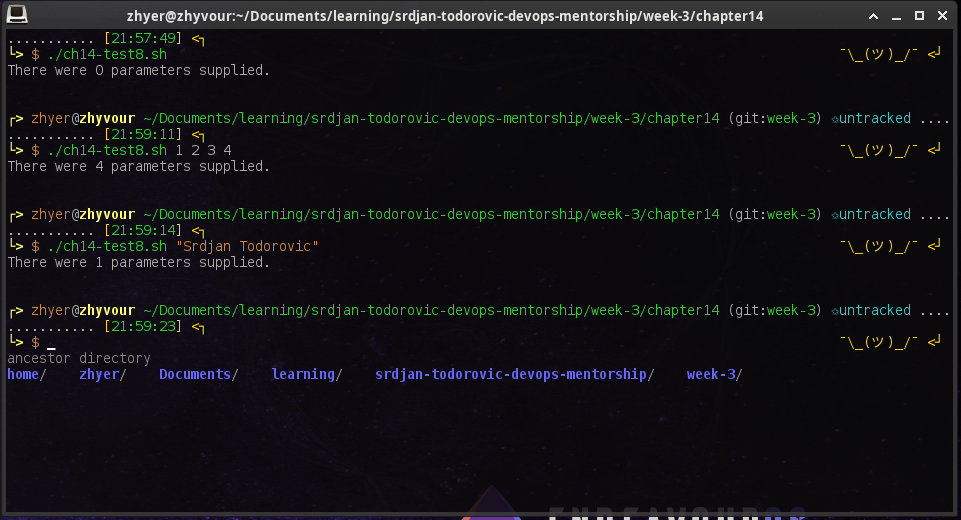 zhyer@zhyvour:~/Documents/learning/srdjan-todorovic-devops-mentorship/week-3/chapter14
........... [21:57:49] <┐
└> $ ./ch14-test8.sh ¯\_(ツ)_/¯ <┘
There were 0 parameters supplied.
┌> zhyer@zhyvour ~/Documents/learning/srdjan-todorovic-devops-mentorship/week-3/chapter14 (git:week-3) ✩untracked ....
........... [21:59:11] <┐
└> $ ./ch14-test8.sh 1 2 3 4 ¯\_(ツ)_/¯ <┘
There were 4 parameters supplied.
┌> zhyer@zhyvour ~/Documents/learning/srdjan-todorovic-devops-mentorship/week-3/chapter14 (git:week-3) ✩untracked ....
........... [21:59:14] <┐
└> $ ./ch14-test8.sh "Srdjan Todorovic" ¯\_(ツ)_/¯ <┘
There were 1 parameters supplied.
┌> zhyer@zhyvour ~/Documents/learning/srdjan-todorovic-devops-mentorship/week-3/chapter14 (git:week-3) ✩untracked ....
........... [21:59:23] <┐
└> $ _ ¯\_(ツ)_/¯ <┘
ancestor directory
home/ zhyer/ Documents/ learning/ srdjan-todorovic-devops-mentorship/ week-3/